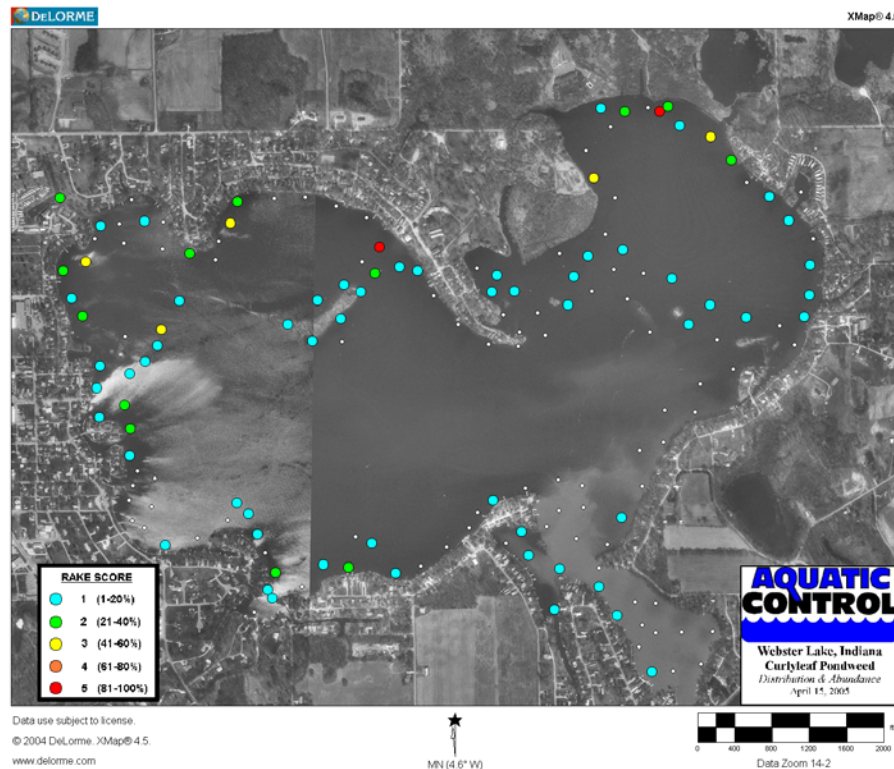 DELORME
XMap® 4.
RAKE SCORE
1 (1-20%)
2 (21-40%)
3 (41-60%)
4 (61-80%)
5 (81-100%)
AQUATIC
CONTROL
Webster Lake, Indiana
Curlyleaf Pondweed
Distribution & Abundance
April 15, 2005
Data use subject to license.
© 2004 DeLorme. XMap® 4.5.
www.delorme.com
MN (4.6° W)
0 400 800 1200 1600 2000
Data Zoom 14-2